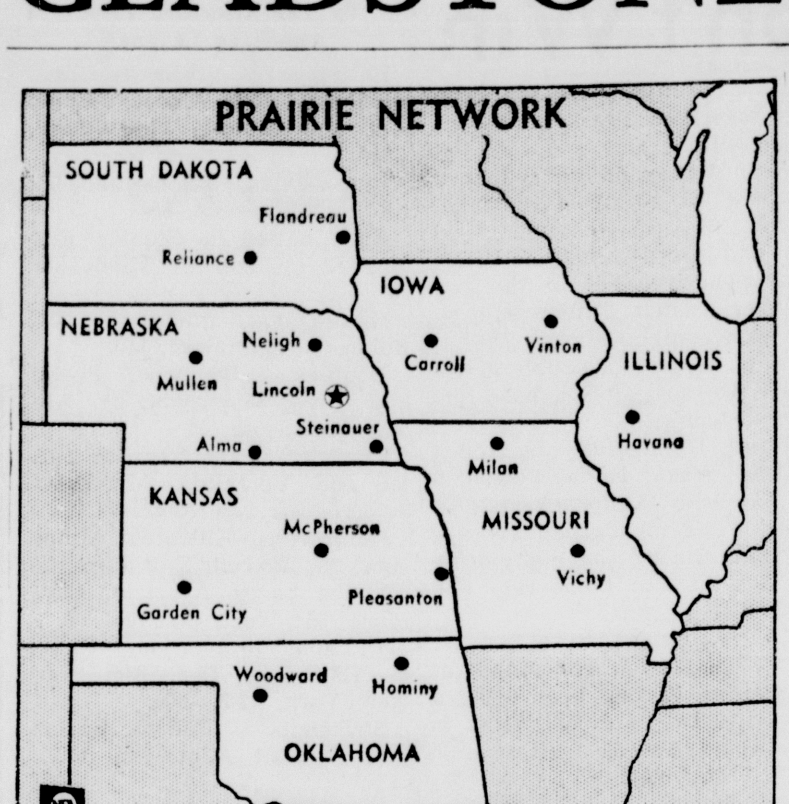 GLADSTONE
PRAIRIE NETWORK
SOUTH DAKOTA
Flandreau
Reliance
IOWA
NEBRASKA
Neligh
Carroll
Vinton
ILLINOIS
Mullen
Lincoln
Steinauer
Havana
Alma
Milan
KANSAS
McPherson
MISSOURI
Vichy
Garden City
Pleasanton
Woodward
Hominy
OKLAHOMA